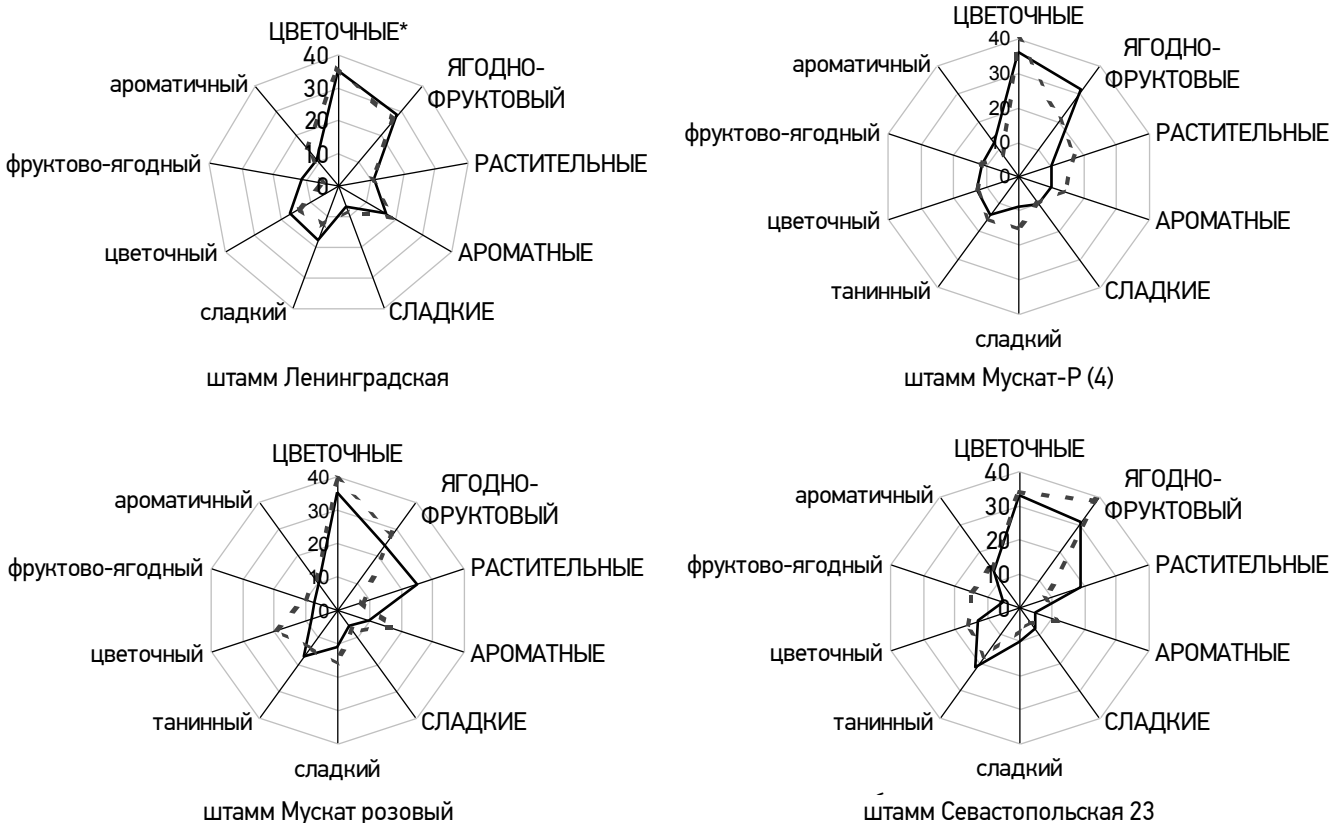 ЦВЕТОЧНЫЕ*
40
30
20
10
0
ЯГОДНО-
ФРУКТОВЫЙ
РАСТИТЕЛЬНЫЕ
АРОМАТНЫЕ
СЛАДКИЕ
сладкий
цветочный
фруктово-ягодный
ароматичный
штамм Ленинградская
ЦВЕТОЧНЫЕ
40
30
20
10
0
ЯГОДНО-
ФРУКТОВЫЕ
РАСТИТЕЛЬНЫЕ
АРОМАТНЫЕ
СЛАДКИЕ
сладкий
танинный
цветочный
фруктово-ягодный
ароматичный
штамм Мускат-Р (4)
ЦВЕТОЧНЫЕ
40
30
20
10
0
ЯГОДНО-
ФРУКТОВЫЙ
РАСТИТЕЛЬНЫЕ
АРОМАТНЫЕ
СЛАДКИЕ
сладкий
танинный
цветочный
фруктово-ягодный
ароматичный
штамм Мускат розовый
ЦВЕТОЧНЫЕ
40
30
20
10
0
ЯГОДНО-
ФРУКТОВЫЙ
РАСТИТЕЛЬНЫЕ
АРОМАТНЫЕ
СЛАДКИЕ
сладкий
танинный
цветочный
фруктово-ягодный
ароматичный
штамм Севастопольская 23